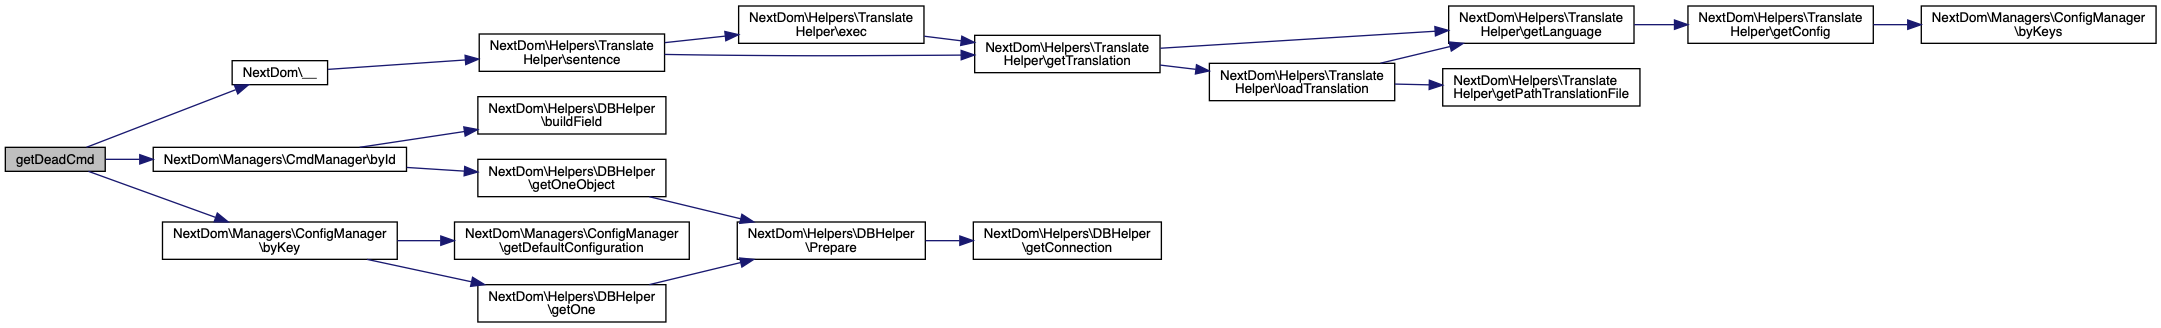 getDeadCmd
NextDom\__
NextDom\Helpers\Translate
Helper\sentence
NextDom\Helpers\Translate
Helper\exec
NextDom\Helpers\Translate
Helper\getTranslation
NextDom\Helpers\Translate
Helper\getLanguage
NextDom\Helpers\Translate
Helper\getConfig
NextDom\Managers\ConfigManager
\byKeys
NextDom\Helpers\Translate
Helper\loadTranslation
NextDom\Helpers\Translate
Helper\getPathTranslationFile
NextDom\Managers\CmdManager\byId
NextDom\Helpers\DBHelper
\buildField
NextDom\Helpers\DBHelper
\getOneObject
NextDom\Helpers\DBHelper
\Prepare
NextDom\Helpers\DBHelper
\getConnection
NextDom\Managers\ConfigManager
\byKey
NextDom\Managers\ConfigManager
\getDefaultConfiguration
NextDom\Helpers\DBHelper
\getOne